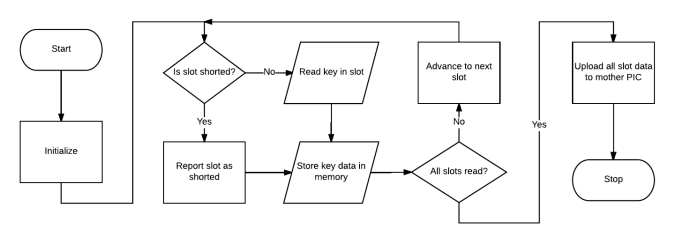 Start
Initialize
Is slot shorted?
No
Yes
Report slot as
shorted
Read key in slot
Store key data in
memory
All slots read?
No
Advance to next
slot
Yes
Upload all slot data
to mother PIC
Stop